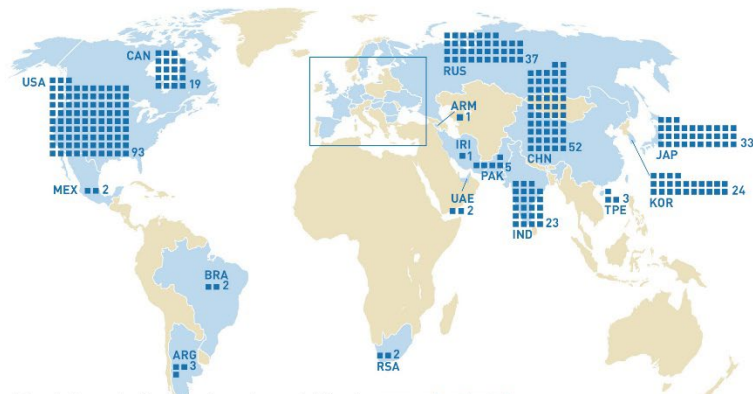 CAN
19
USA
93
MEX 2
BRA
2
ARG
3
RUS
37
ARM
1
IRI
1
PAK 5
UAE
2
CHN 52
IND 23
JAP 33
KOR 24
TPE 3
2
RSA